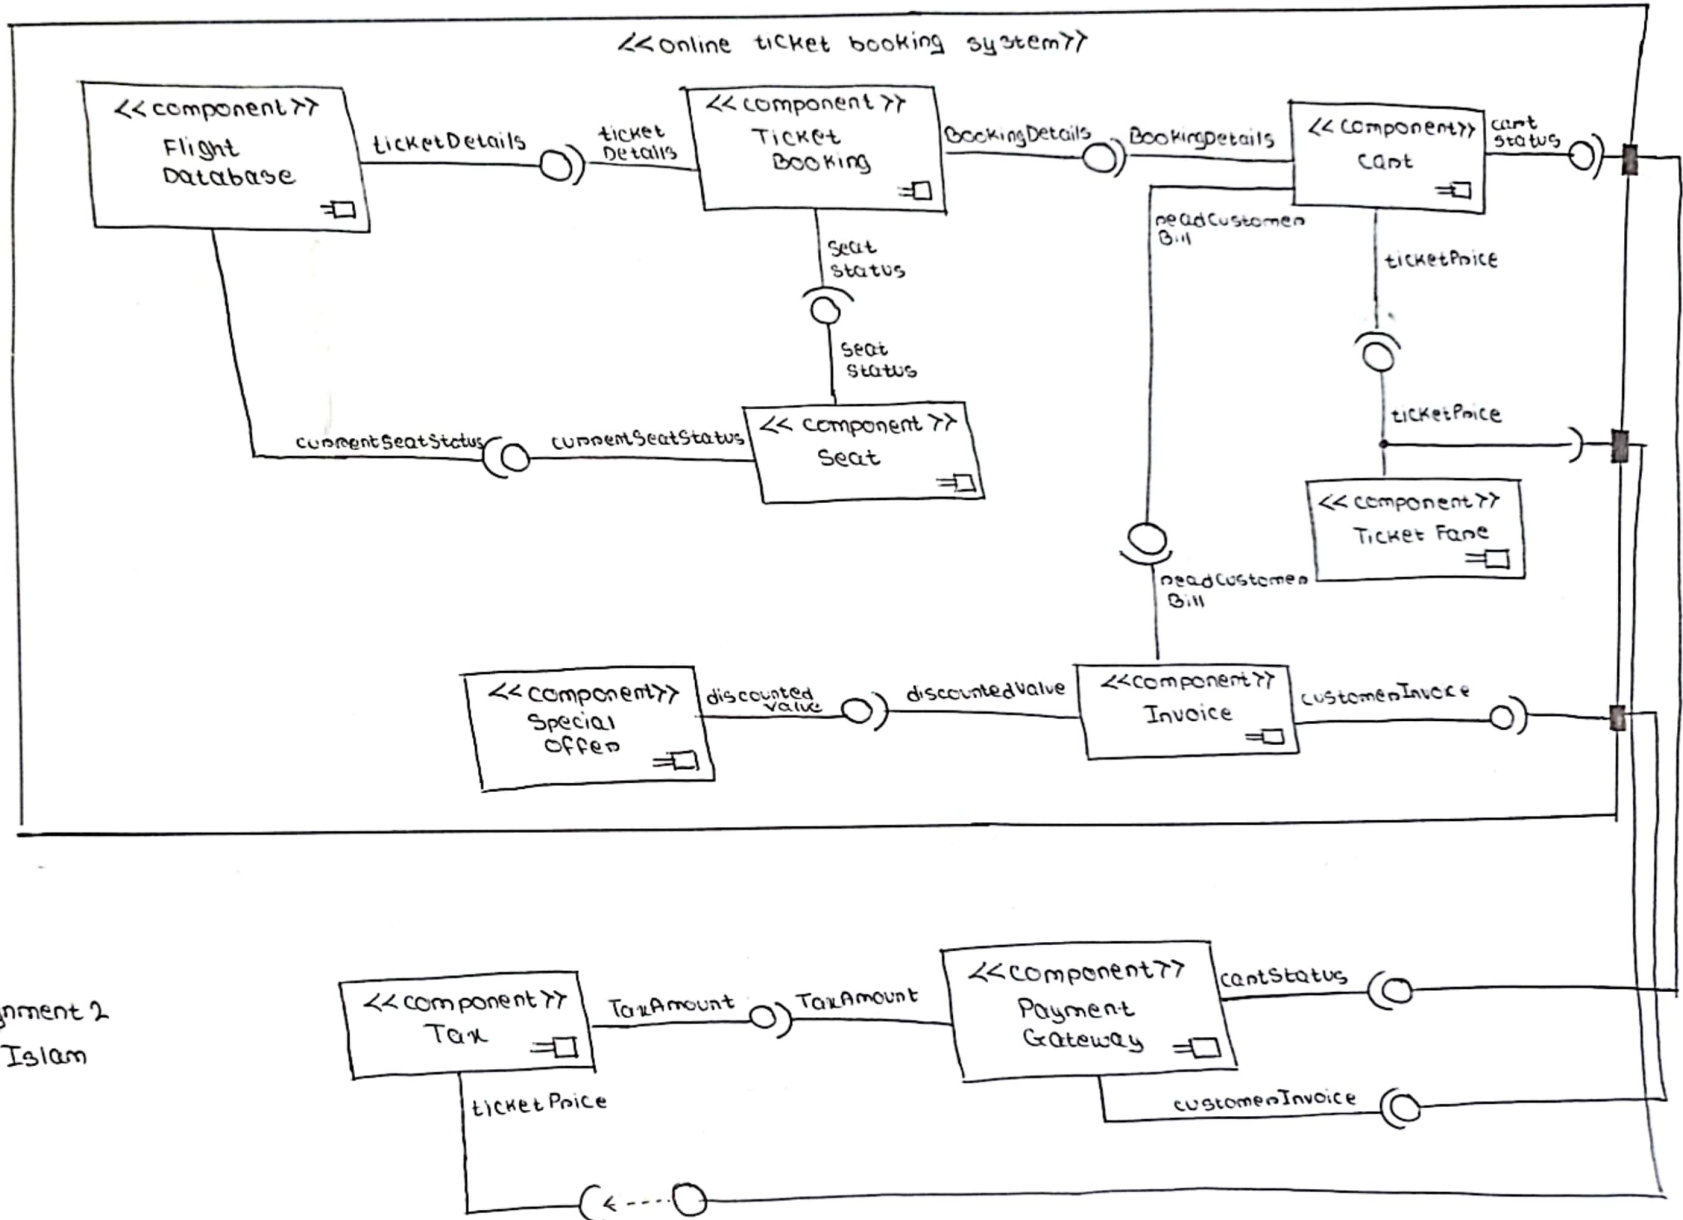 <<online ticket booking system>>
<<component>>
Flight
Database
ticketDetails
ticket
Details
<<component>>
Ticket
Booking
BookingDetails
BookingDetails
<<component>>
Cart
cart
status
seat
status
seat
status
readCustomer
Bill
ticketPrice
ticketPrice
currentSeatStatus
currentSeatStatus
<<component>>
Seat
<<component>>
Ticket Fare
readCustomer
Bill
<<component>>
Special
Offer
discounted
Value
discountedValue
<<component>>
Invoice
customerInvoce
gnment 2
Islam
<<component>>
Tax
TaxAmount
TaxAmount
<<component>>
Payment
Gateway
cartStatus
customerInvoice
ticketPrice